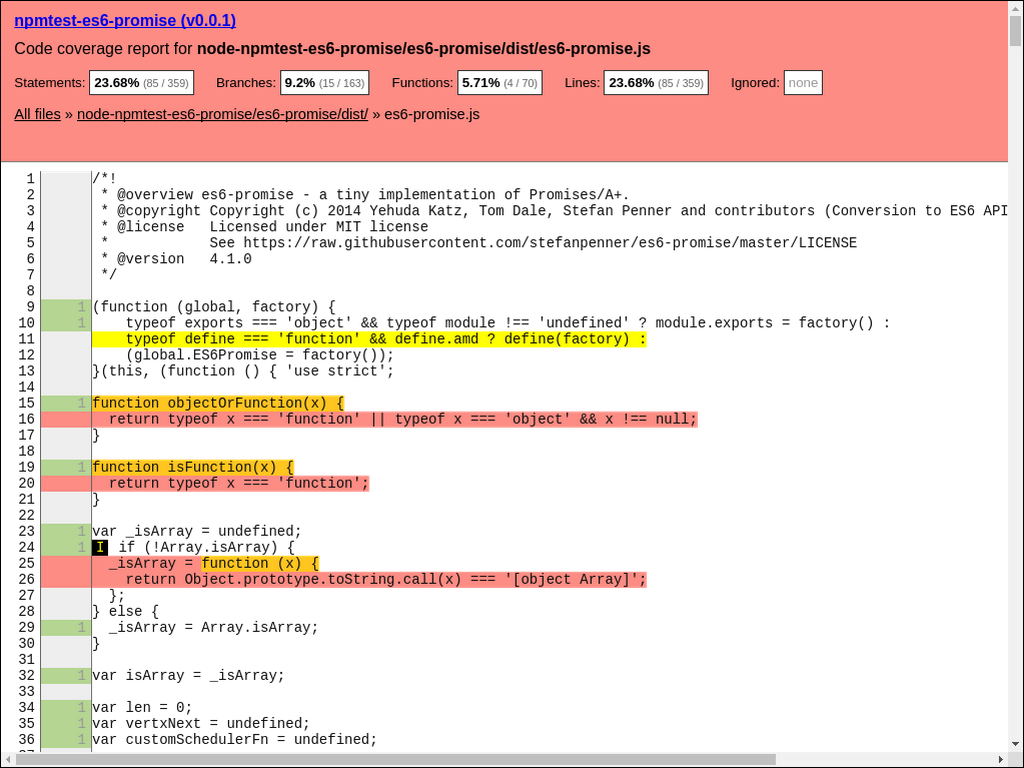 npmtest-es6-promise (v0.0.1)
Code coverage report for node-npmtest-es6-promise/es6-promise/dist/es6-promise.js
Statements: 23.68% (85 / 359) Branches: 9.2% (15 / 163) Functions: 5.71% (4 / 70) Lines: 23.68% (85 / 359) Ignored: none
All files » node-npmtest-es6-promise/es6-promise/dist/ » es6-promise.js
1 /*!
2  * @overview es6-promise - a tiny implementation of Promises/A+.
3  * @copyright Copyright (c) 2014 Yehuda Katz, Tom Dale, Stefan Penner and contributors (Conversion to ES6 API
4  * @license   Licensed under MIT license
5  *            See https://raw.githubusercontent.com/stefanpenner/es6-promise/master/LICENSE
6  * @version   4.1.0
7  */
8
9 1 (function (global, factory) {
10 1     typeof exports === 'object' && typeof module !== 'undefined' ? module.exports = factory() :
11     typeof define === 'function' && define.amd ? define(factory) :
12     (global.ES6Promise = factory());
13 }(this, (function () { 'use strict';
14
15 1 function objectOrFunction(x) {
16   return typeof x === 'function' || typeof x === 'object' && x !== null;
17 }
18
19 1 function isFunction(x) {
20   return typeof x === 'function';
21 }
22
23 1 var _isArray = undefined;
24 1 I if (!Array.isArray) {
25   _isArray = function (x) {
26     return Object.prototype.toString.call(x) === '[object Array]';
27   };
28 } else {
29 1   _isArray = Array.isArray;
30 }
31
32 1 var isArray = _isArray;
33
34 1 var len = 0;
35 1 var vertxNext = undefined;
36 1 var customSchedulerFn = undefined;